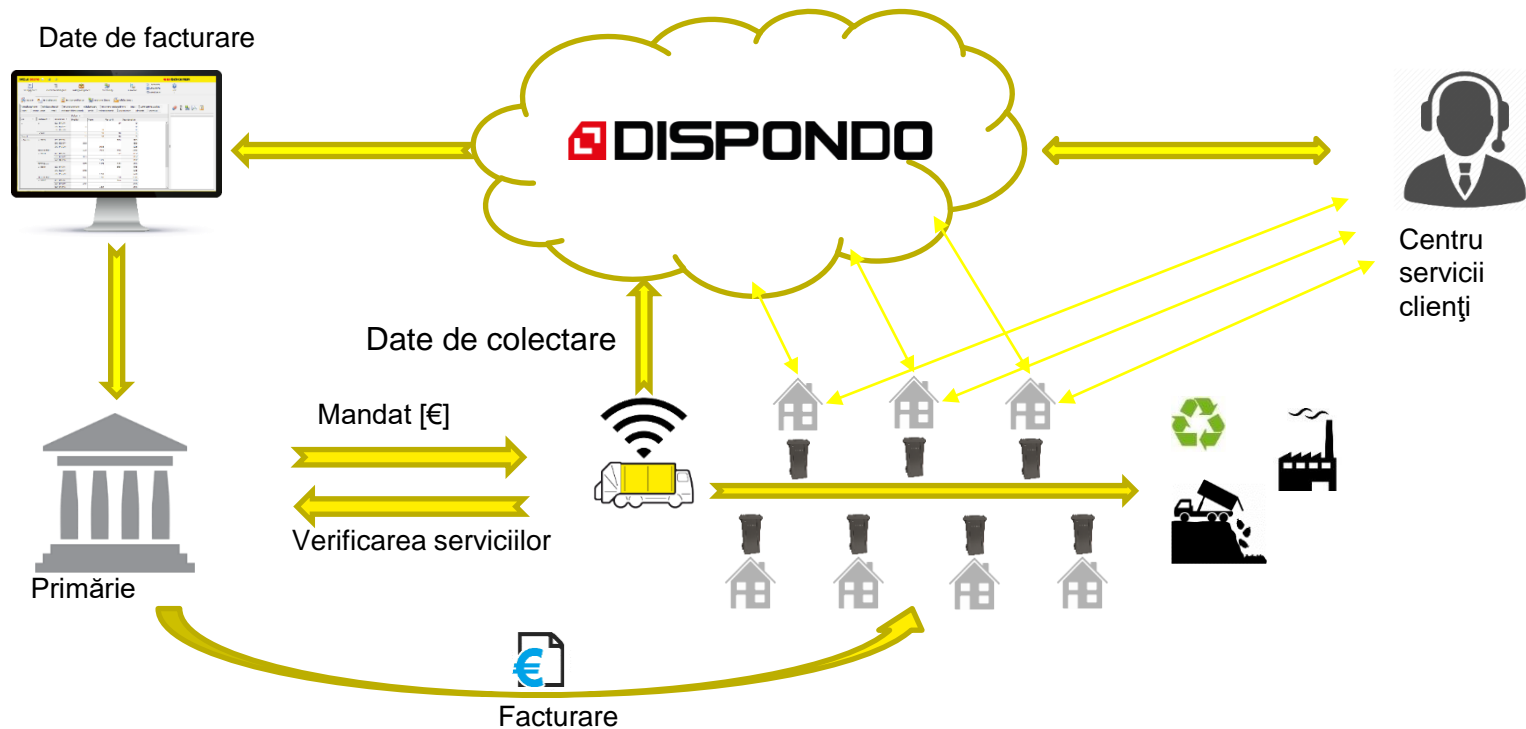 Date de facturare
DISPONDO
Centru
servicii
clienţi
Date de colectare
Mandat [€]
Verificarea serviciilor
Primărie
€
Facturare